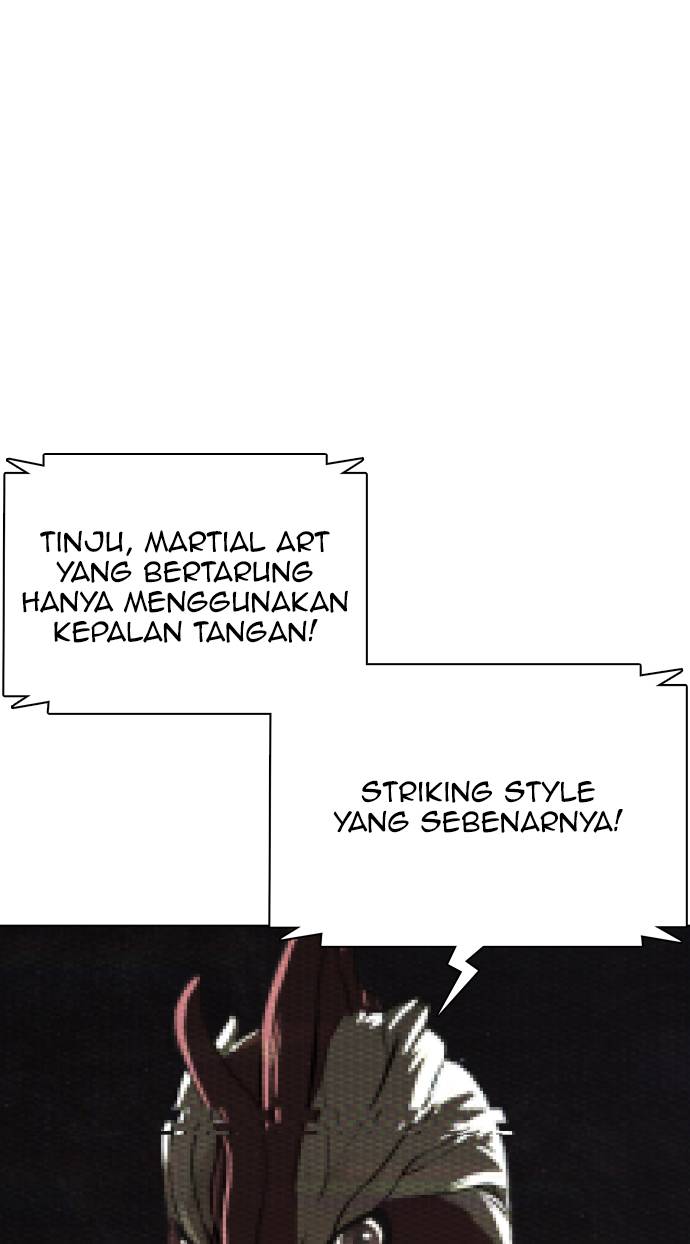 TINJU, MARTIAL ART
YANG BERTARUNG
HANYA MENGGUNAKAN
KEPALAN TANGAN!
STRIKING STYLE
YANG SEBENARNYA!